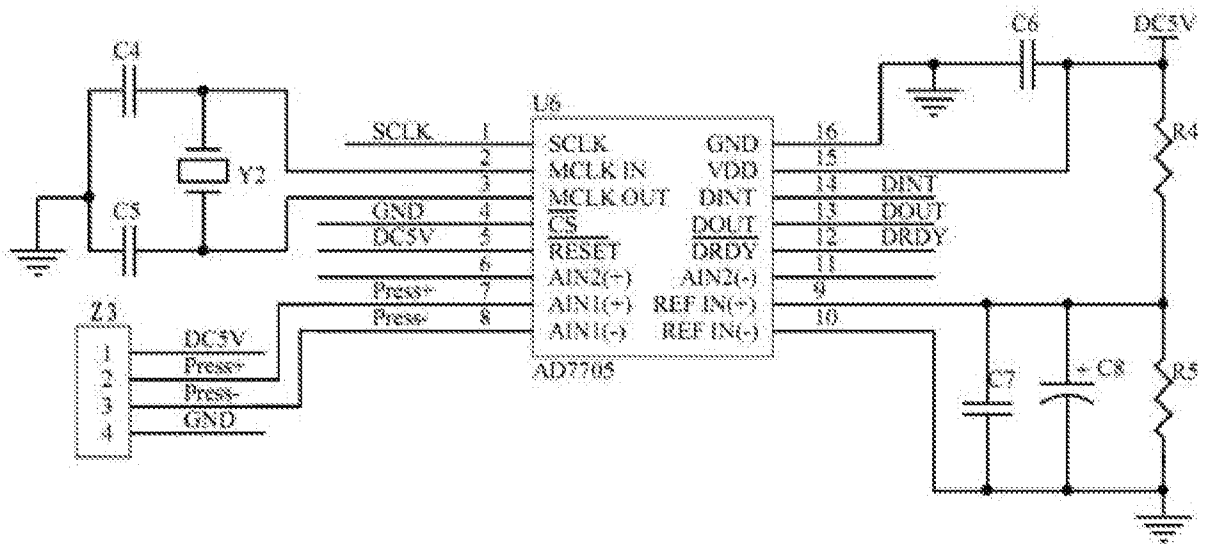 C4
C6
DC5V
U6
SCLK 1 SCLK GND 16
R4
2 MCLK IN VDD 15
Y2
3 MCLK OUT DINT 14 DINT
C5
GND 4 CS DOUT 13 DOUT
DC5V 5 RESET DRDY 12 DRDY
6 AIN2(+) AIN2(-) 11
Press+ 7 AIN1(+) REF IN(+) 9
Z3
Press- 8 AIN1(-) REF IN(-) 10
1 DC5V
AD7705
2 Press+
C7
+ C8
R5
3 Press-
4 GND